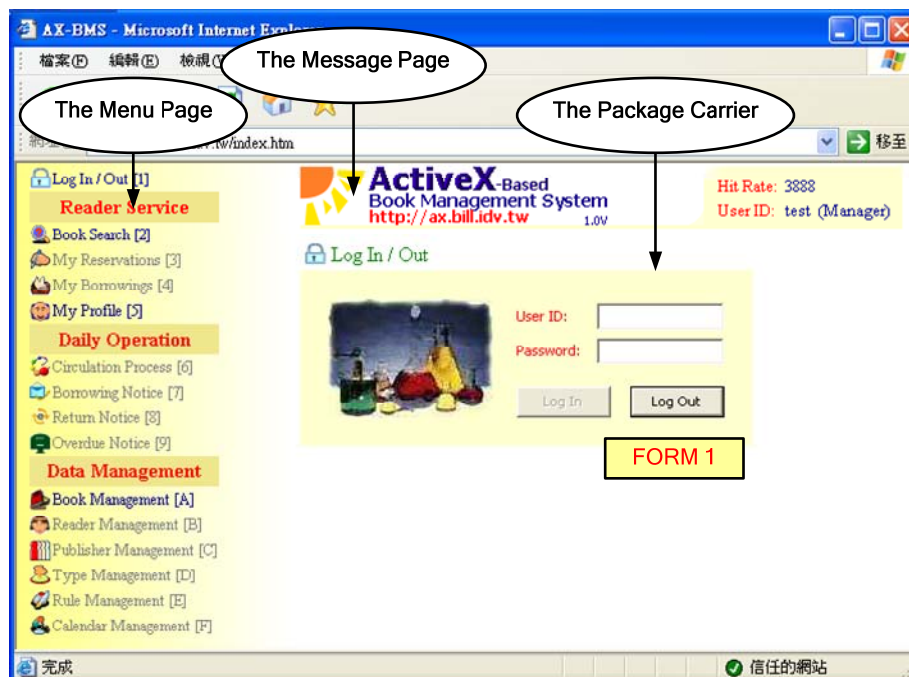 AX-BMS - Microsoft Internet Explorer
檔案(F) 編輯(E) 檢視(V)
The Message Page
The Menu Page
The Package Carrier
.tw/index.htm
移至
Log In / Out [1]
Reader Service
Book Search [2]
My Reservations [3]
My Borrowings [4]
My Profile [5]
Daily Operation
Circulation Process [6]
Borrowing Notice [7]
Return Notice [8]
Overdue Notice [9]
Data Management
Book Management [A]
Reader Management [B]
Publisher Management [C]
Type Management [D]
Rule Management [E]
Calendar Management [F]
ActiveX-Based
Book Management System
http://ax.bill.idv.tw 1.0V
Hit Rate: 3888
User ID: test (Manager)
Log In / Out
User ID:
Password:
Log In Log Out
FORM 1
完成
信任的網站